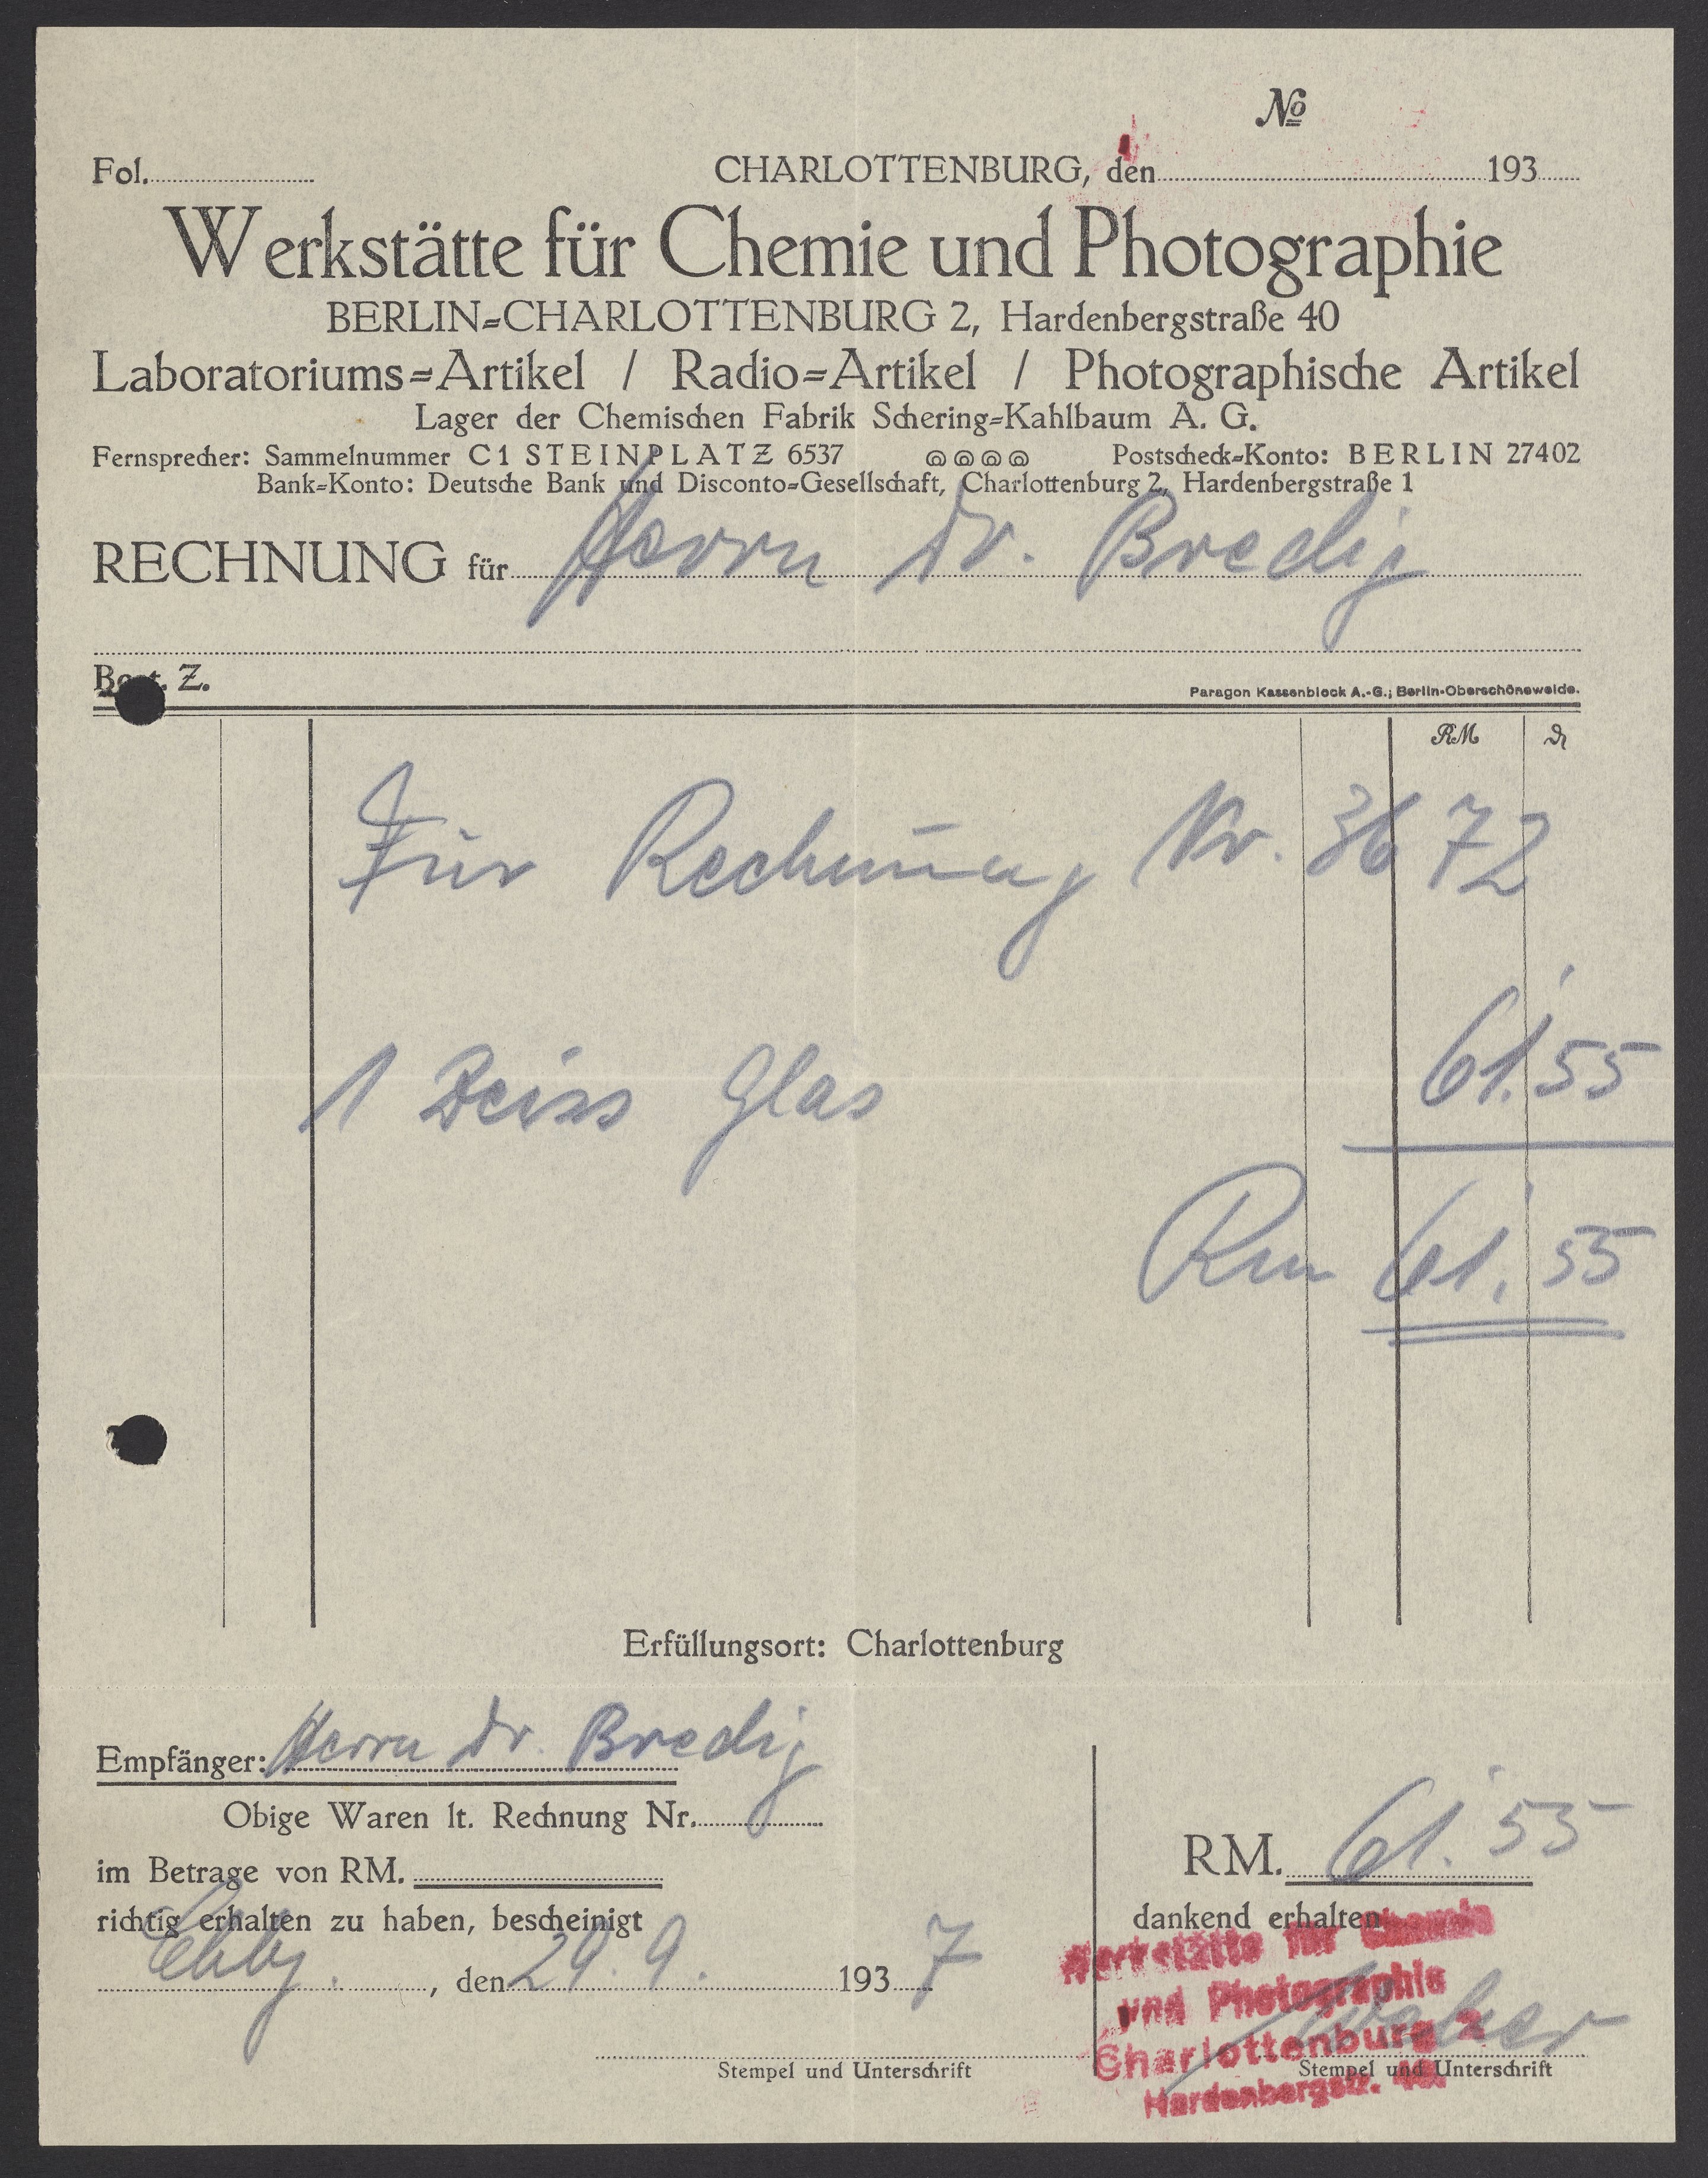 №
Fol. CHARLOTTENBURG, den 193
Werkstätte für Chemie und Photographie
BERLIN-CHARLOTTENBURG 2, Hardenbergstraße 40
Laboratoriums-Artikel / Radio-Artikel / Photographische Artikel
Lager der Chemischen Fabrik Schering-Kahlbaum A. G.
Fernsprecher: Sammelnummer C1 STEINPLATZ 6537 Postscheck-Konto: BERLIN 27402
Bank-Konto: Deutsche Bank und Disconto-Gesellschaft, Charlottenburg 2, Hardenbergstraße 1
RECHNUNG für Herrn Dr. Bredig
Best. Z.
Paragon Kassenblock A.-G.; Berlin-Oberschöneweide.
RM ₰
Für Rechnung Nr. 3672
1 Zeiss Glas 61.55
Rm 61.55
Erfüllungsort: Charlottenburg
Empfänger: Herrn Dr. Bredig
Obige Waren lt. Rechnung Nr.
im Betrage von RM.
richtig erhalten zu haben, bescheinigt
Chbg., den 29. 9. 1937
Stempel und Unterschrift
RM. 61.55
dankend erhalten
Werkstätte für Chemie
und Photographie
Charlottenburg 2
Hardenbergstr. 40
Stempel und Unterschrift